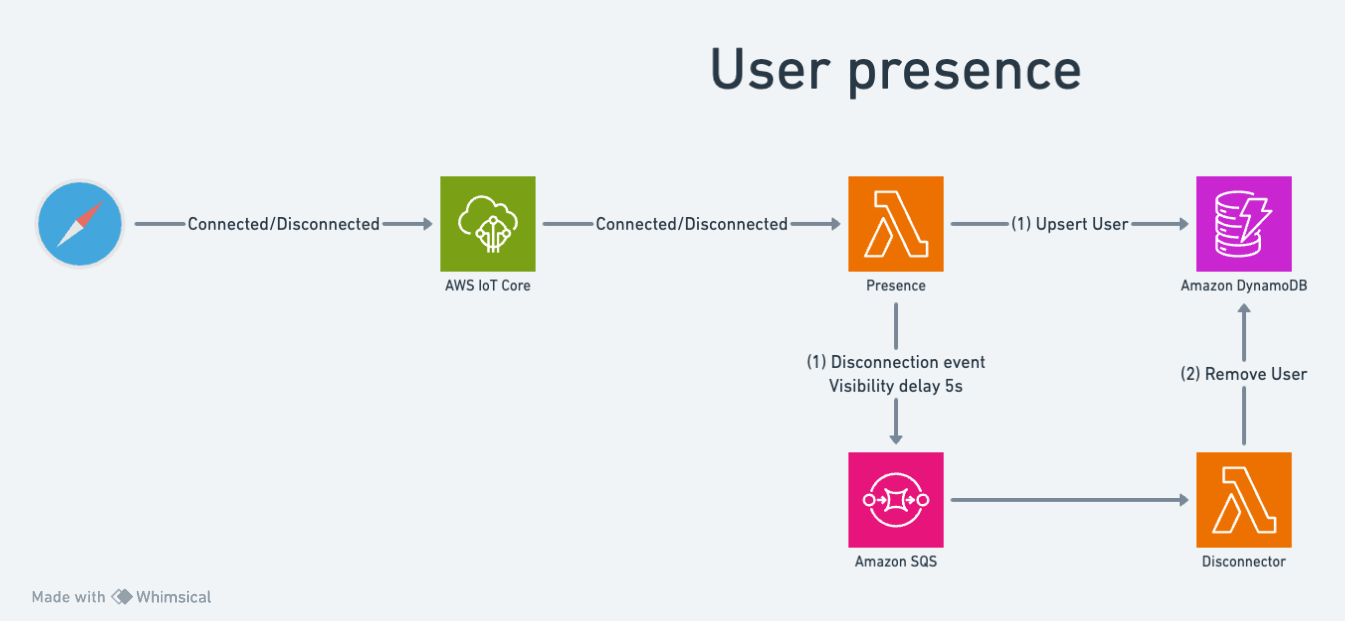 User presence
Connected/Disconnected
Connected/Disconnected
(1) Upsert User
AWS IoT Core
Presence
Amazon DynamoDB
(1) Disconnection event
Visibility delay 5s
(2) Remove User
Amazon SQS
Disconnector
Made with Whimsical